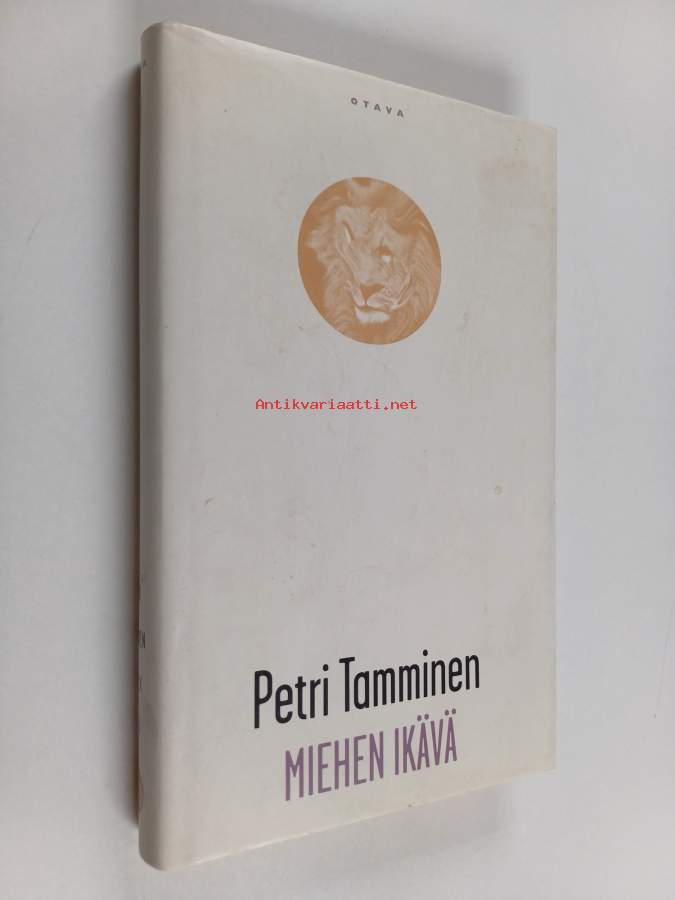 OTAVA
Antikvariaatti.net
Petri Tamminen
MIEHEN IKÄVÄ